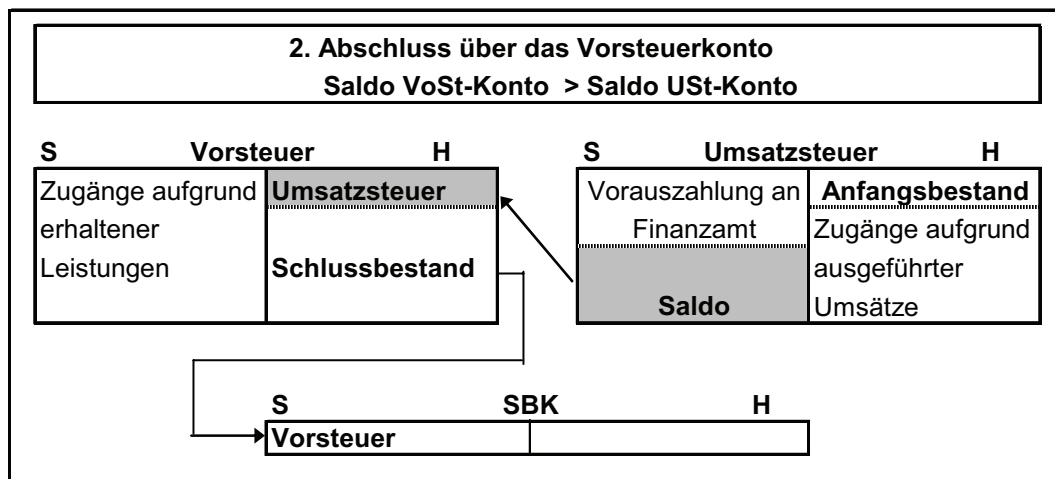 2. Abschluss über das Vorsteuerkonto
Saldo VoSt-Konto > Saldo USt-Konto
S Vorsteuer H
Zugänge aufgrund
erhaltener
Leistungen
Umsatzsteuer
Schlussbestand
S Umsatzsteuer H
Vorauszahlung an
Finanzamt
Saldo
Anfangsbestand
Zugänge aufgrund
ausgeführter
Umsätze
S SBK H
Vorsteuer